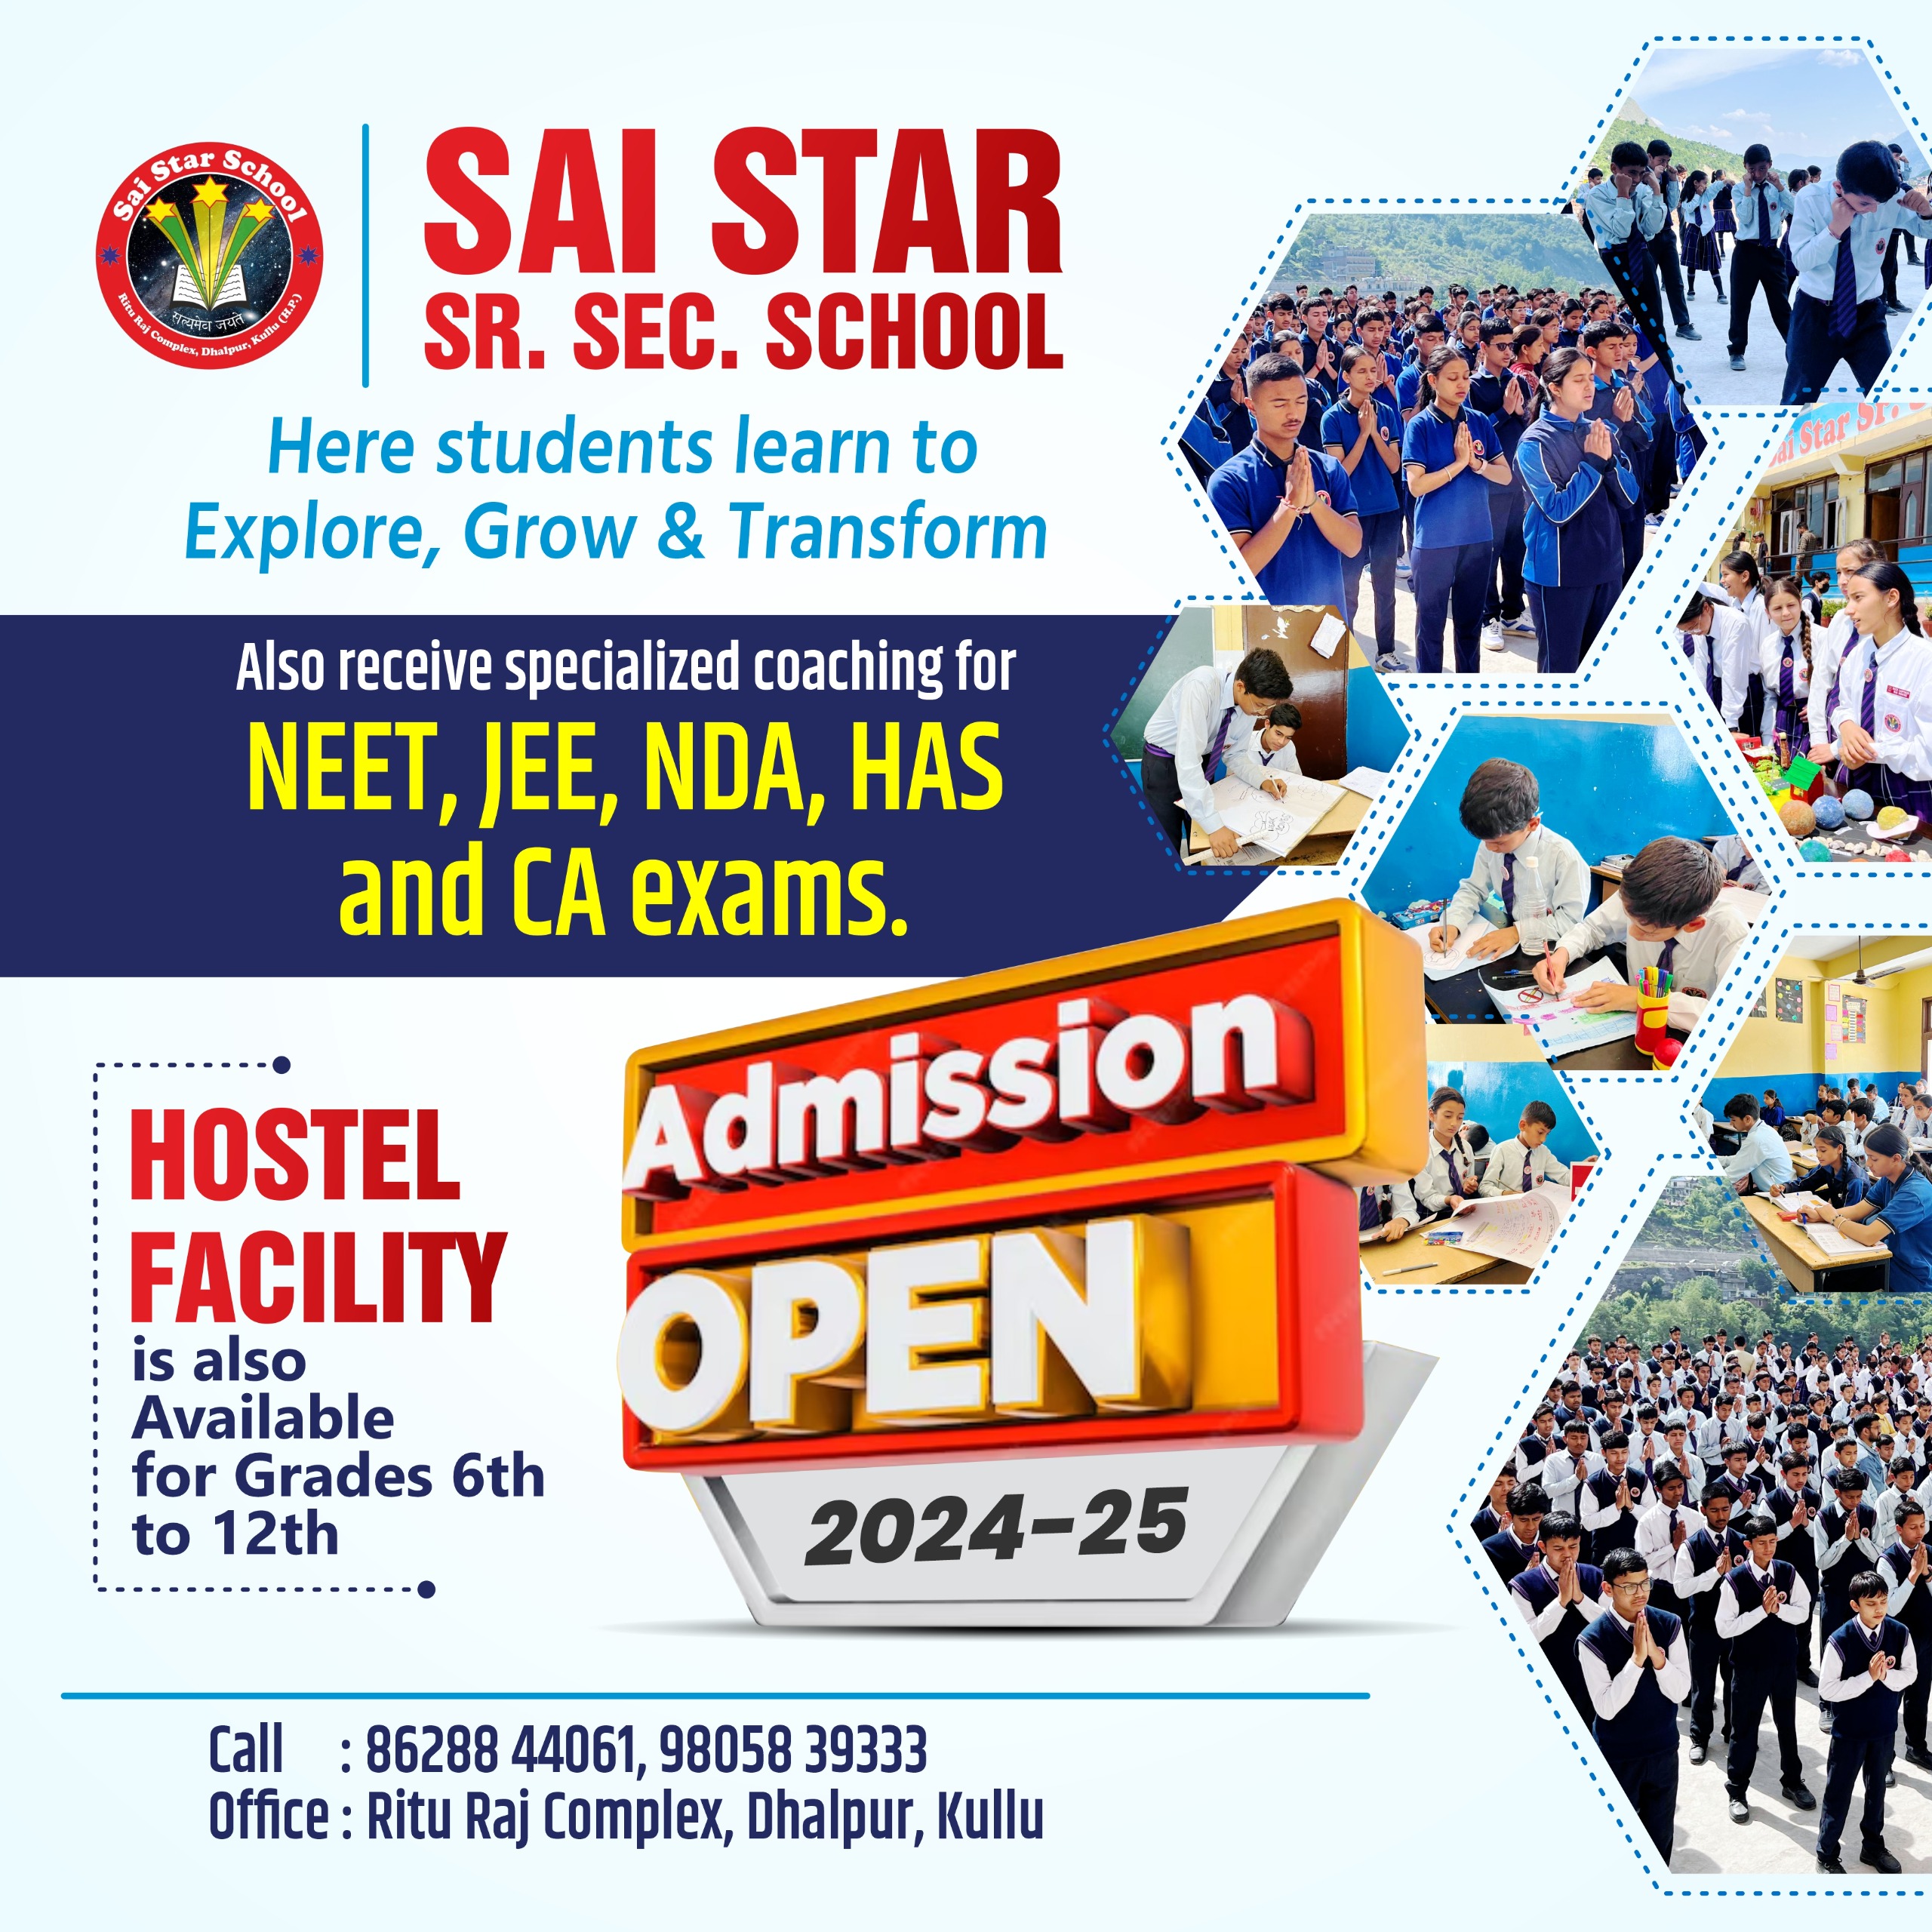 Sai Star School
सत्यमेव जयते
Ritu Raj Complex, Dhalpur, Kullu (H.P.)
SAI STAR
SR. SEC. SCHOOL
Here students learn to
Explore, Grow & Transform
Also receive specialized coaching for
NEET, JEE, NDA, HAS
and CA exams.
Sai Star Sr.
Admission
OPEN
2024-25
HOSTEL
FACILITY
is also
Available
for Grades 6th
to 12th
Call : 86288 44061, 98058 39333
Office : Ritu Raj Complex, Dhalpur, Kullu